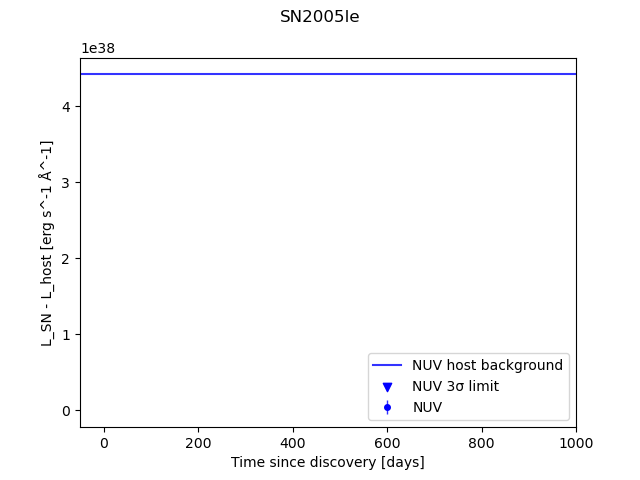 SN2005le
1e38
L_SN - L_host [erg s^-1 Å^-1]
4
3
2
1
0
NUV host background
NUV 3σ limit
NUV
0 200 400 600 800 1000
Time since discovery [days]